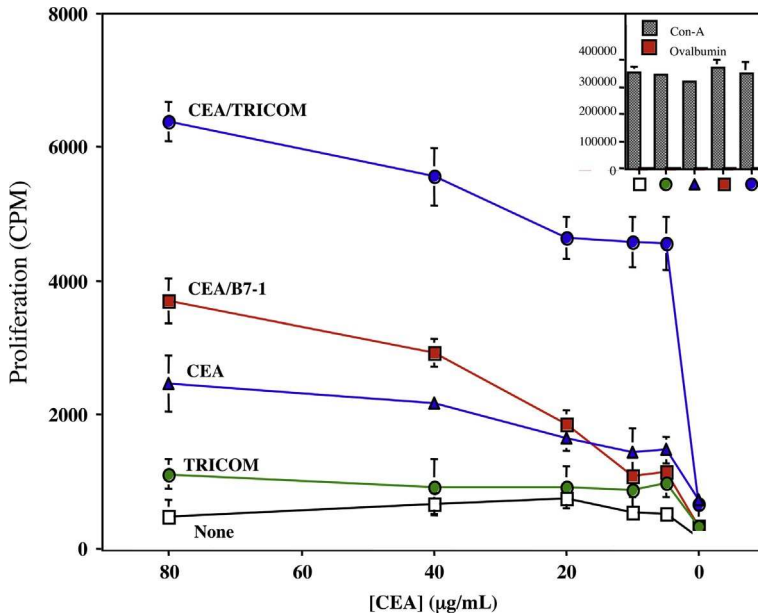 8000
6000
4000
2000
0
Proliferation (CPM)
CEA/TRICOM
CEA/B7-1
CEA
TRICOM
None
80
60
40
20
0
[CEA] (μg/mL)
Con-A
Ovalbumin
400000
300000
200000
100000
0